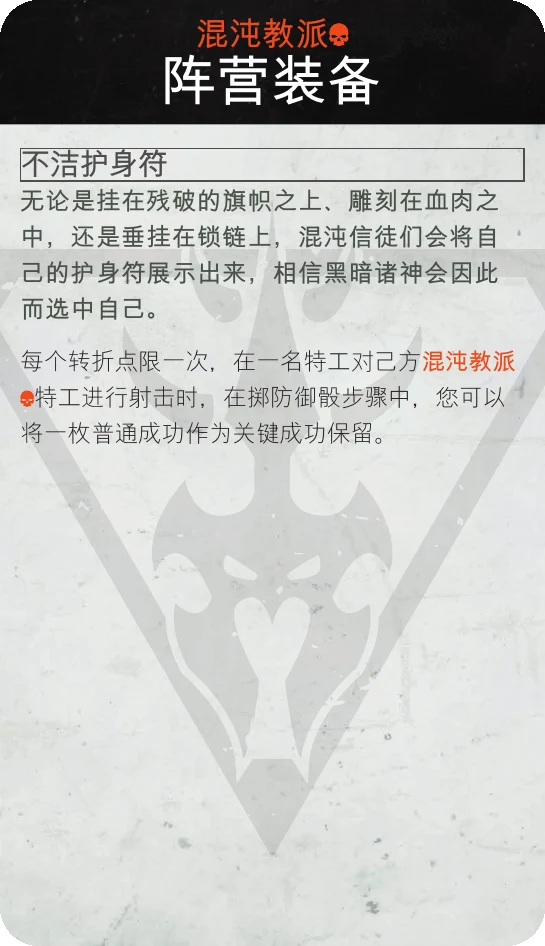 混沌教派
阵营装备
不洁护身符
无论是挂在残破的旗帜之上、雕刻在血肉之
中，还是垂挂在锁链上，混沌信徒们会将自
己的护身符展示出来，相信黑暗诸神会因此
而选中自己。
每个转折点限一次，在一名特工对己方混沌教派
特工进行射击时，在掷防御骰步骤中，您可以
将一枚普通成功作为关键成功保留。